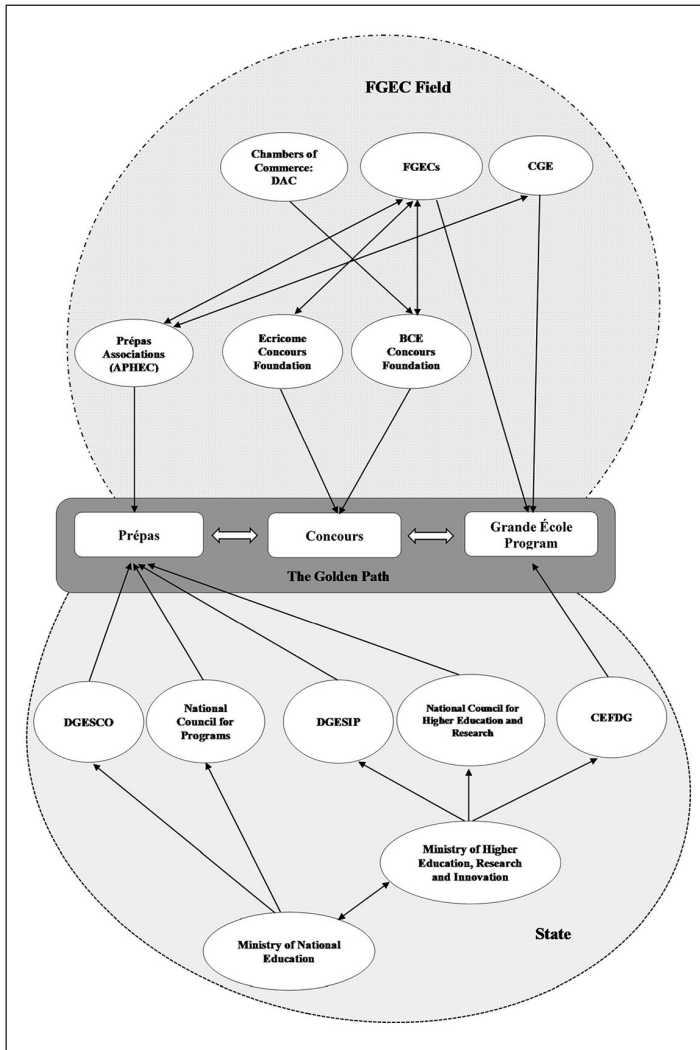 FGEC Field
Chambers of
Commerce:
DAC
FGECs
CGE
Prépas
Associations
(APHEC)
Ecricome
Concours
Foundation
BCE
Concours
Foundation
Prépas
Concours
Grande École
Program
The Golden Path
DGESCO
National
Council for
Programs
DGESIP
National Council for
Higher Education and
Research
CEFDG
Ministry of Higher
Education, Research
and Innovation
Ministry of National
Education
State